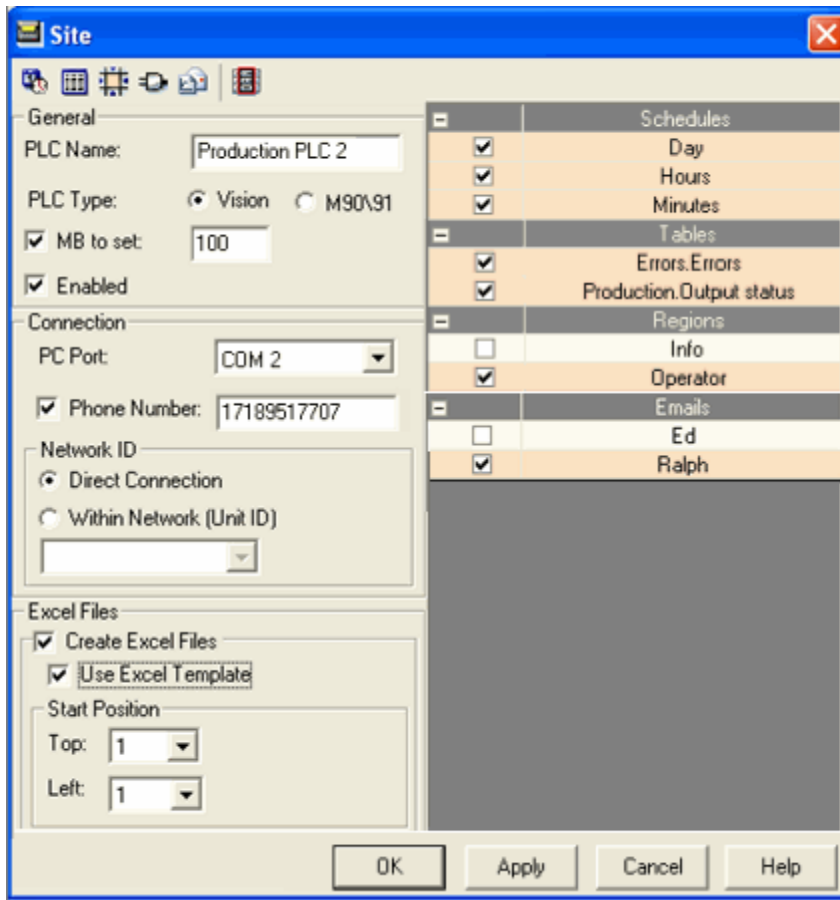 Site
General
PLC Name: Production PLC 2
PLC Type: Vision M90\91
MB to set: 100
Enabled
Connection
PC Port: COM 2
Phone Number: 17189517707
Network ID
Direct Connection
Within Network (Unit ID)
Excel Files
Create Excel Files
Use Excel Template
Start Position
Top: 1
Left: 1
Schedules
Day
Hours
Minutes
Tables
Errors.Errors
Production.Output status
Regions
Info
Operator
Emails
Ed
Ralph
OK Apply Cancel Help